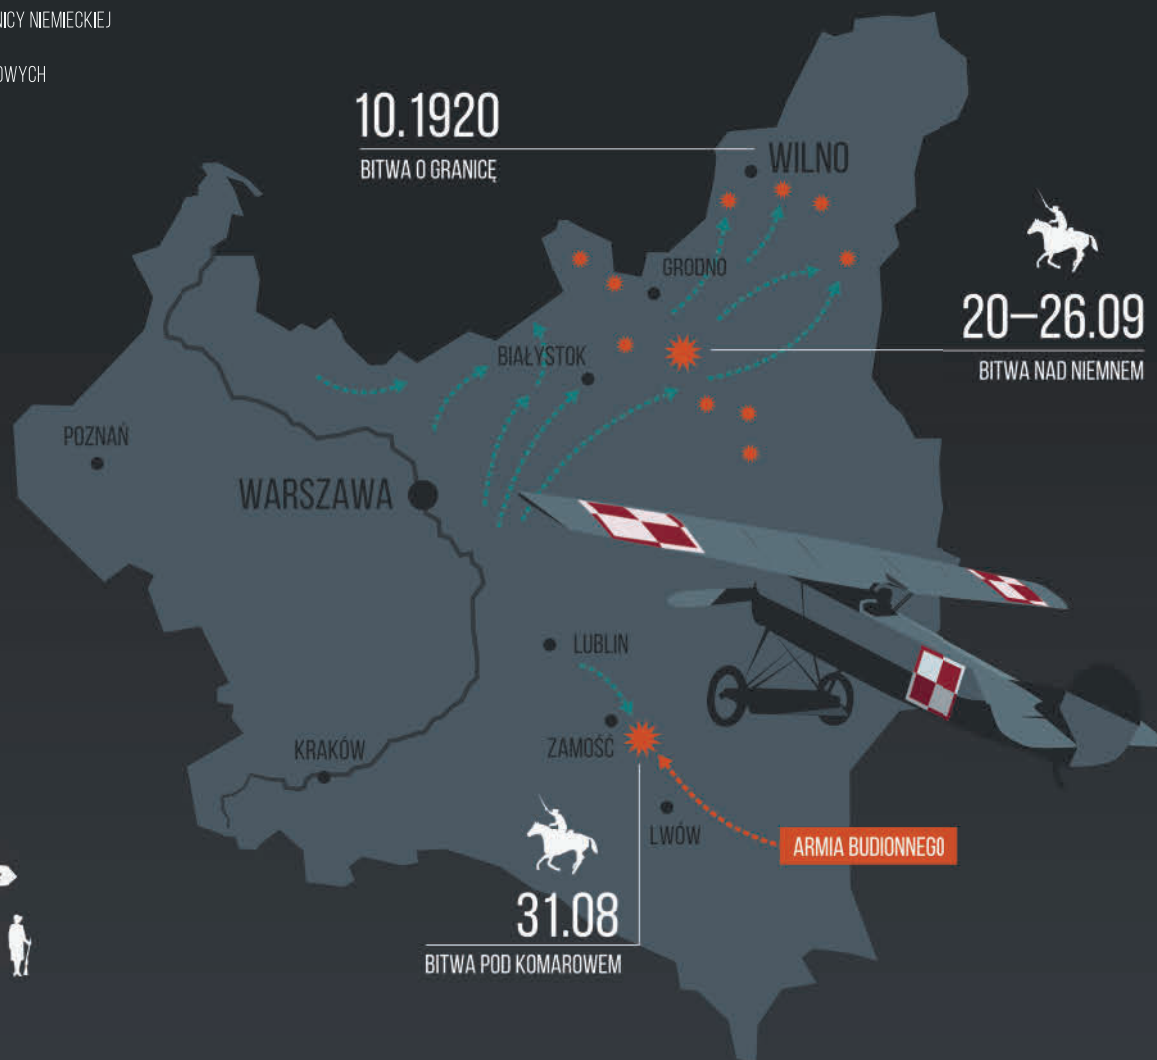 NICY NIEMIECKIEJ
OWYCH
10.1920
BITWA O GRANICĘ
WILNO
GRODNO
20–26.09
BITWA NAD NIEMNEM
BIAŁYSTOK
POZNAŃ
WARSZAWA
LUBLIN
ZAMOŚĆ
KRAKÓW
LWÓW
ARMIA BUDIONNEGO
31.08
BITWA POD KOMAROWEM